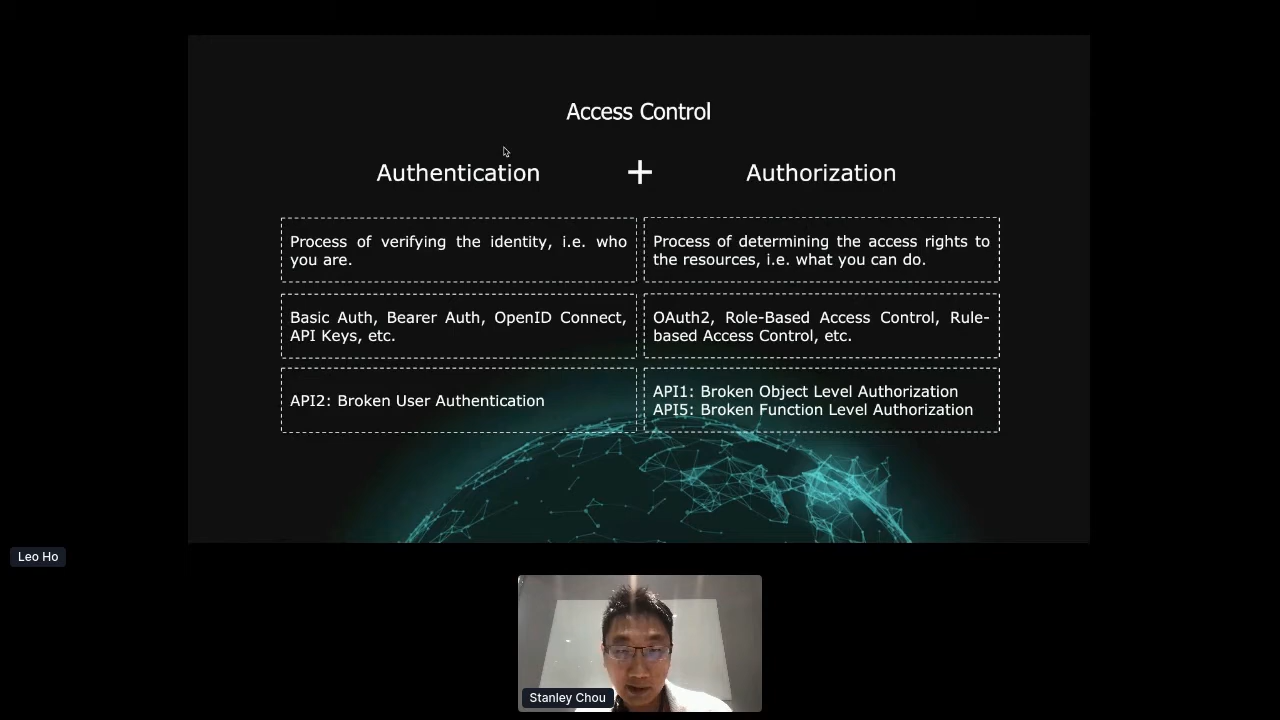 Access Control
Authentication
+
Authorization
Process of verifying the identity, i.e. who
you are.
Process of determining the access rights to
the resources, i.e. what you can do.
Basic Auth, Bearer Auth, OpenID Connect,
API Keys, etc.
OAuth2, Role-Based Access Control, Rule-
based Access Control, etc.
API2: Broken User Authentication
API1: Broken Object Level Authorization
API5: Broken Function Level Authorization
Leo Ho
Stanley Chou